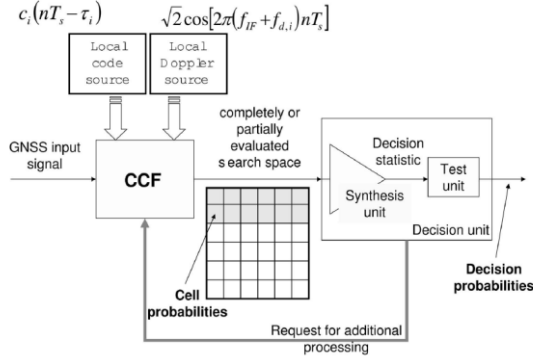 c_i(nT_s − τ_i)
√2 cos[2π(f_IF + f_d,i)nT_s]
Local
code
source
Local
Doppler
source
GNSS input
signal
CCF
completely or
partially
evaluated
search space
Decision
statistic
Synthesis
unit
Test
unit
Decision unit
Cell
probabilities
Decision
probabilities
Request for additional
processing